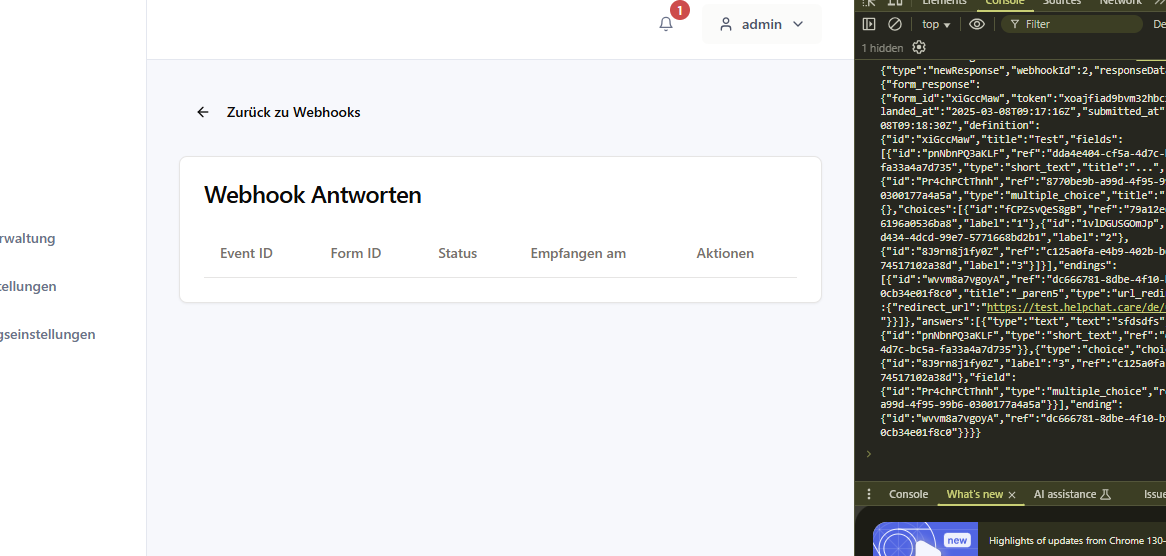 Elements
Console
Sources
Network
1
admin
top
Filter
De
1 hidden
Zurück zu Webhooks
Webhook Antworten
Event ID
Form ID
Status
Empfangen am
Aktionen
rwaltung
tellungen
gseinstellungen
{"type":"newResponse","webhookId":2,"responseDat
{"form_response":
{"form_id":"xiGccMaw","token":"xoajfiad9bvm32hbc
landed_at":"2025-03-08T09:17:16Z","submitted_at"
08T09:18:30Z","definition":
{"id":"xiGccMaw","title":"Test","fields":
[{"id":"pnNbnPQ3aKLF","ref":"dda4e404-cf5a-4d7c-
fa33a4a7d735","type":"short_text","title":"...",
{"id":"Pr4chPCtThnh","ref":"8770be9b-a99d-4f95-9
0300177a4a5a","type":"multiple_choice","title":"
{},"choices":[{"id":"fCPZsvQeS8gB","ref":"79a12e
6196a0536ba8","label":"1"},{"id":"1vlDGUSGOmJp",
d434-4dcd-99e7-5771668bd2b1","label":"2"},
{"id":"8J9rn8j1fy0Z","ref":"c125a0fa-e4b9-402b-b
74517102a38d","label":"3"}]}],"endings":
[{"id":"wvvm8a7vgoyA","ref":"dc666781-8dbe-4f10-
0cb34e01f8c0","title":"_paren5","type":"url_redi
:{"redirect_url":"https://test.helpchat.care/de/
"}}]},"answers":[{"type":"text","text":"sfdsdfs"
{"id":"pnNbnPQ3aKLF","type":"short_text","ref":"
4d7c-bc5a-fa33a4a7d735"}},{"type":"choice","choi
{"id":"8J9rn8j1fy0Z","label":"3","ref":"c125a0fa
74517102a38d"},"field":
{"id":"Pr4chPCtThnh","type":"multiple_choice","r
a99d-4f95-99b6-0300177a4a5a"}}],"ending":
{"id":"wvvm8a7vgoyA","ref":"dc666781-8dbe-4f10-b
0cb34e01f8c0"}}}}
Console
What's new
AI assistance
Issue
new
Highlights of updates from Chrome 130-